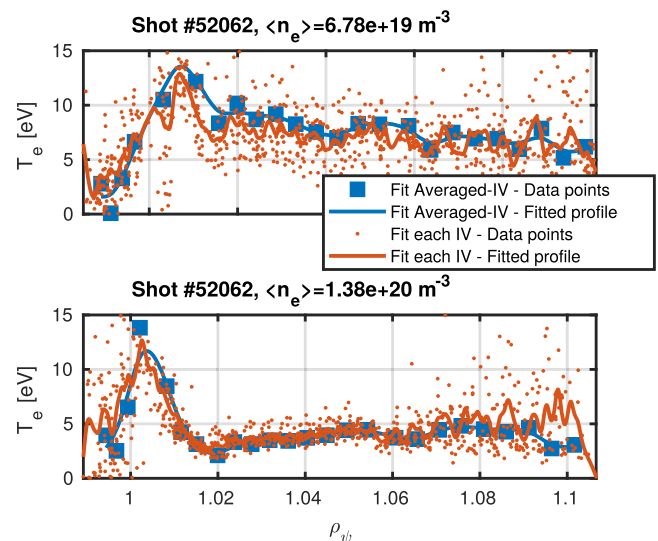 Shot #52062, <n_e>=6.78e+19 m^-3
15
10
5
0
T_e [eV]
Fit Averaged-IV - Data points
Fit Averaged-IV - Fitted profile
Fit each IV - Data points
Fit each IV - Fitted profile
Shot #52062, <n_e>=1.38e+20 m^-3
15
10
5
0
T_e [eV]
1
1.02
1.04
1.06
1.08
1.1
ρ_ψ